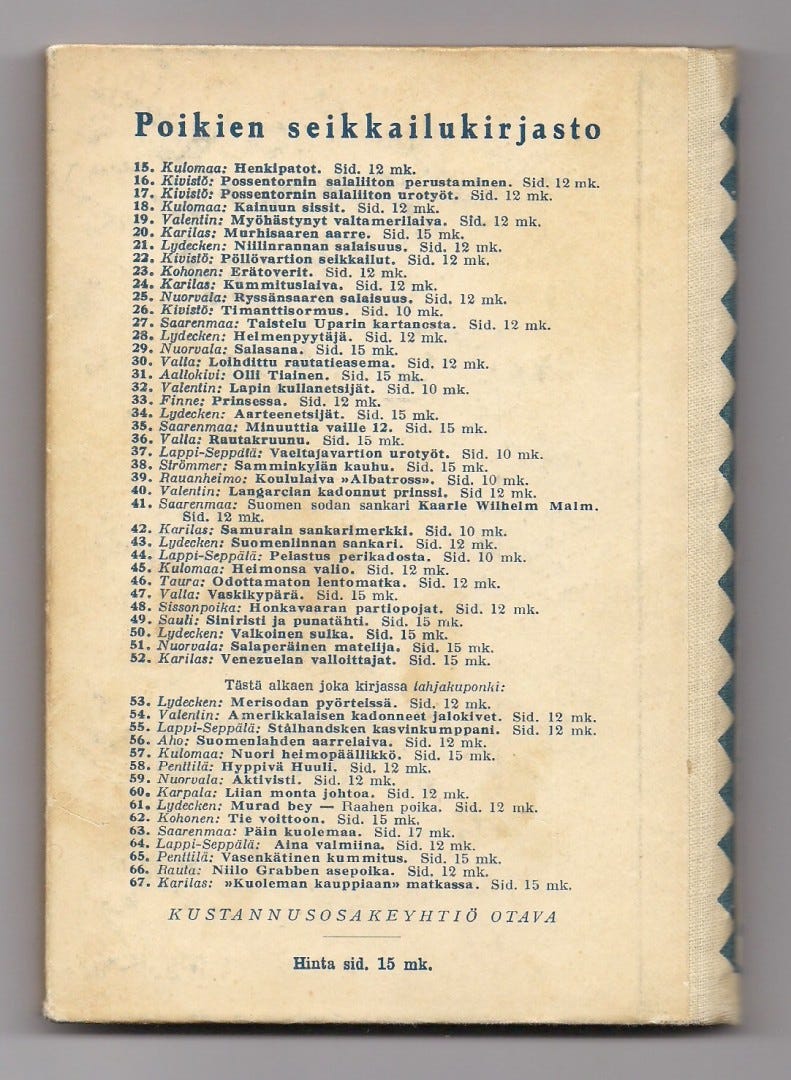 Poikien seikkailukirjasto
15. Kulomaa: Henkipatot. Sid. 12 mk.
16. Kivistö: Possentornin salaliiton perustaminen. Sid. 12 mk.
17. Kivistö: Possentornin salaliiton urotyöt. Sid. 12 mk.
18. Kulomaa: Kainuun sissit. Sid. 12 mk.
19. Valentin: Myöhästynyt valtamerilaiva. Sid. 12 mk.
20. Karilas: Murhisaaren aarre. Sid. 15 mk.
21. Lydecken: Niilinrannan salaisuus. Sid. 12 mk.
22. Kivistö: Pöllövartion seikkailut. Sid. 12 mk.
23. Kohonen: Erätoverit. Sid. 12 mk.
24. Karilas: Kummituslaiva. Sid. 12 mk.
25. Nuorvala: Ryssänsaaren salaisuus. Sid. 12 mk.
26. Kivistö: Timanttisormus. Sid. 10 mk.
27. Saarenmaa: Taistelu Uparin kartanosta. Sid. 12 mk.
28. Lydecken: Helmenpyytäjä. Sid. 12 mk.
29. Nuorvala: Salasana. Sid. 15 mk.
30. Valla: Loihdittu rautatieasema. Sid. 12 mk.
31. Aaltokivi: Olli Tiainen. Sid. 15 mk.
32. Valentin: Lapin kullanetsijät. Sid. 10 mk.
33. Finne: Prinsessa. Sid. 12 mk.
34. Lydecken: Aarteenetsijät. Sid. 15 mk.
35. Saarenmaa: Minuuttia vaille 12. Sid. 15 mk.
36. Valla: Rautakruunu. Sid. 15 mk.
37. Lappi-Seppälä: Vaeltajavartion urotyöt. Sid. 10 mk.
38. Strömmer: Samminkylän kauhu. Sid. 15 mk.
39. Rauanheimo: Koululaiva »Albatross». Sid. 10 mk.
40. Valentin: Langarcian kadonnut prinssi. Sid 12 mk.
41. Saarenmaa: Suomen sodan sankari Kaarle Wilhelm Malm.
Sid. 12 mk.
42. Karilas: Samurain sankarimerkki. Sid. 10 mk.
43. Lydecken: Suomenlinnan sankari. Sid. 12 mk.
44. Lappi-Seppälä: Pelastus perikadosta. Sid. 10 mk.
45. Kulomaa: Heimonsa valio. Sid. 12 mk.
46. Taura: Odottamaton lentomatka. Sid. 12 mk.
47. Valla: Vaskikypärä. Sid. 15 mk.
48. Sissonpoika: Honkavaaran partiopojat. Sid. 12 mk.
49. Sauli: Siniristi ja punatähti. Sid. 15 mk.
50. Lydecken: Valkoinen sulka. Sid. 15 mk.
51. Nuorvala: Salaperäinen matelija. Sid. 15 mk.
52. Karilas: Venezuelan valloittajat. Sid. 15 mk.
Tästä alkaen joka kirjassa lahjakuponki:
53. Lydecken: Merisodan pyörteissä. Sid. 12 mk.
54. Valentin: Amerikkalaisen kadonneet jalokivet. Sid. 12 mk.
55. Lappi-Seppälä: Stålhandsken kasvinkumppani. Sid. 12 mk.
56. Aho: Suomenlahden aarrelaiva. Sid. 12 mk.
57. Kulomaa: Nuori heimopäällikkö. Sid. 15 mk.
58. Penttilä: Hyppivä Huuli. Sid. 12 mk.
59. Nuorvala: Aktivisti. Sid. 12 mk.
60. Karpala: Liian monta johtoa. Sid. 12 mk.
61. Lydecken: Murad bey — Raahen poika. Sid. 12 mk.
62. Kohonen: Tie voittoon. Sid. 15 mk.
63. Saarenmaa: Päin kuolemaa. Sid. 17 mk.
64. Lappi-Seppälä: Aina valmiina. Sid. 12 mk.
65. Penttilä: Vasenkätinen kummitus. Sid. 15 mk.
66. Rauta: Niilo Grabben asepoika. Sid. 12 mk.
67. Karilas: »Kuoleman kauppiaan» matkassa. Sid. 15 mk.
KUSTANNUSOSAKEYHTIÖ OTAVA
Hinta sid. 15 mk.